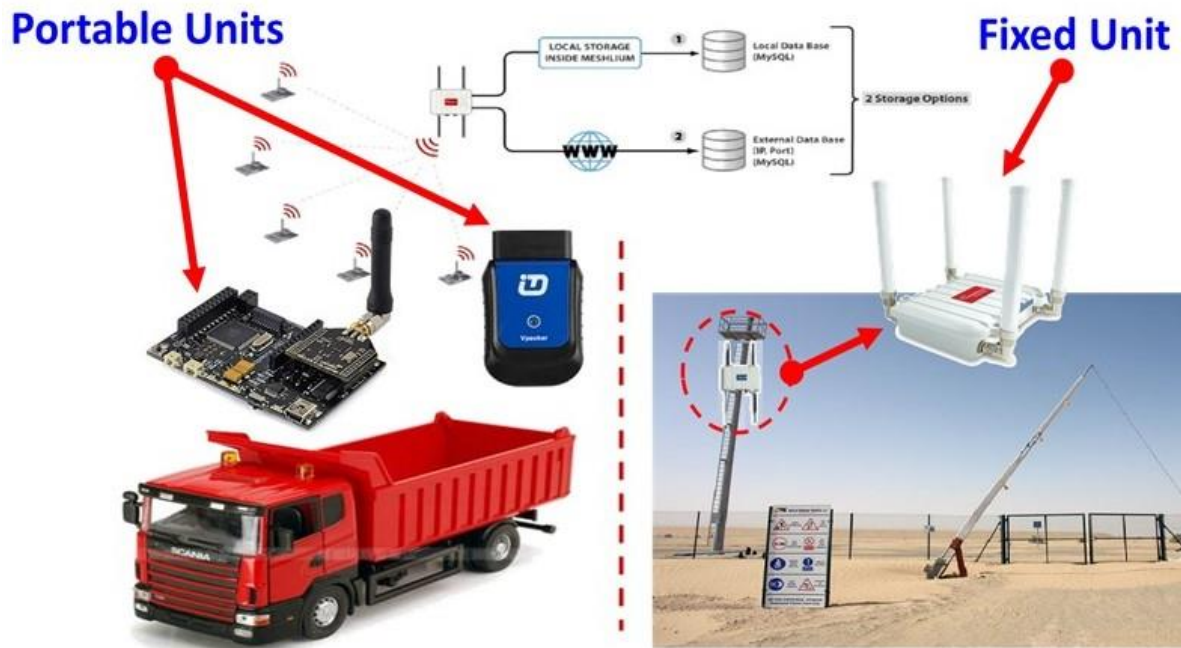 Portable Units
Fixed Unit
LOCAL STORAGE
INSIDE MESHLIUM
1
Local Data Base
(MySQL)
2 Storage Options
WWW
2
External Data Base
(IP, Port)
(MySQL)
Vpecker
SCANIA